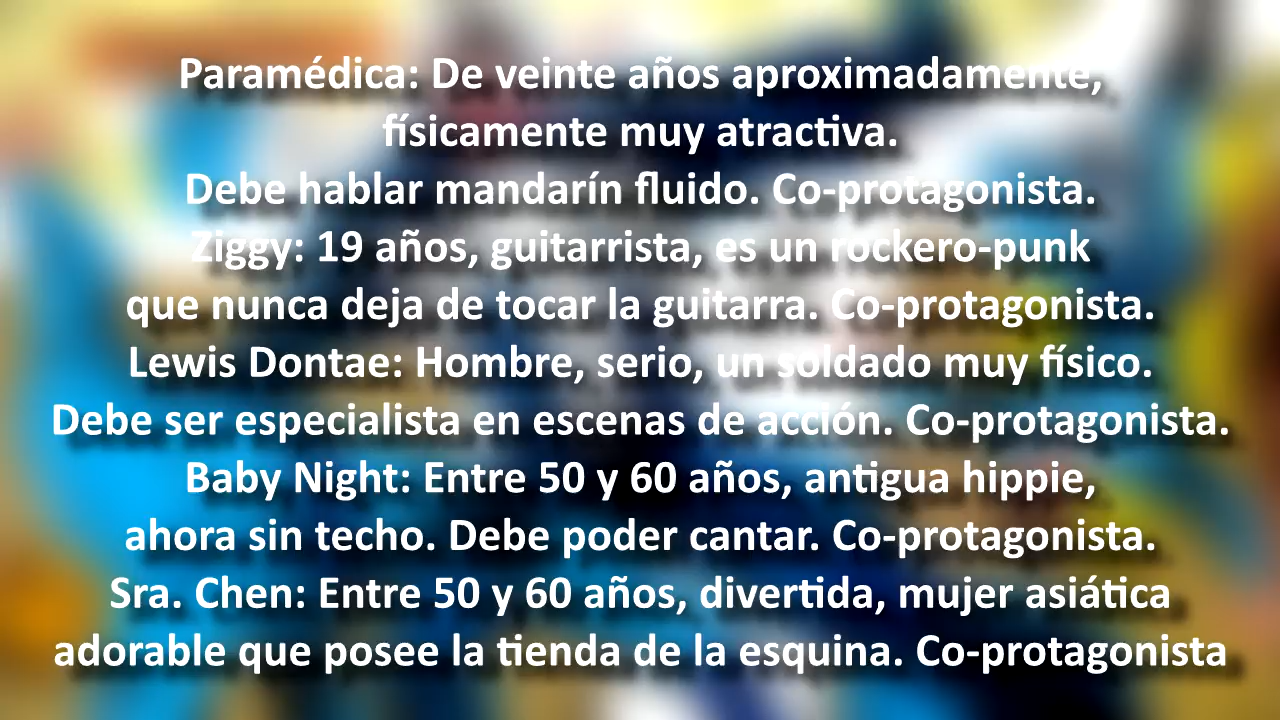 Paramédica: De veinte años aproximadamente,
físicamente muy atractiva.
Debe hablar mandarín fluido. Co-protagonista.
Ziggy: 19 años, guitarrista, es un rockero-punk
que nunca deja de tocar la guitarra. Co-protagonista.
Lewis Dontae: Hombre, serio, un soldado muy físico.
Debe ser especialista en escenas de acción. Co-protagonista.
Baby Night: Entre 50 y 60 años, antigua hippie,
ahora sin techo. Debe poder cantar. Co-protagonista.
Sra. Chen: Entre 50 y 60 años, divertida, mujer asiática
adorable que posee la tienda de la esquina. Co-protagonista